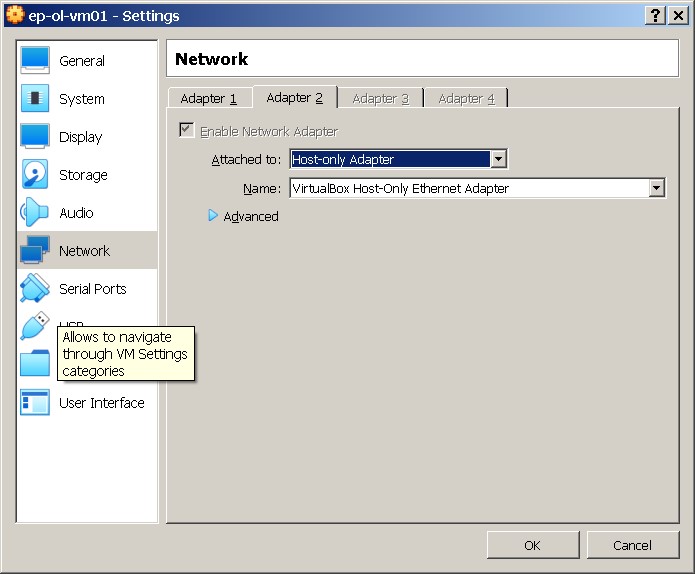 ep-ol-vm01 - Settings
General
System
Display
Storage
Audio
Network
Serial Ports
USB
Allows to navigate
through VM Settings
categories
User Interface
Network
Adapter 1
Adapter 2
Adapter 3
Adapter 4
Enable Network Adapter
Attached to: Host-only Adapter
Name: VirtualBox Host-Only Ethernet Adapter
Advanced
OK
Cancel